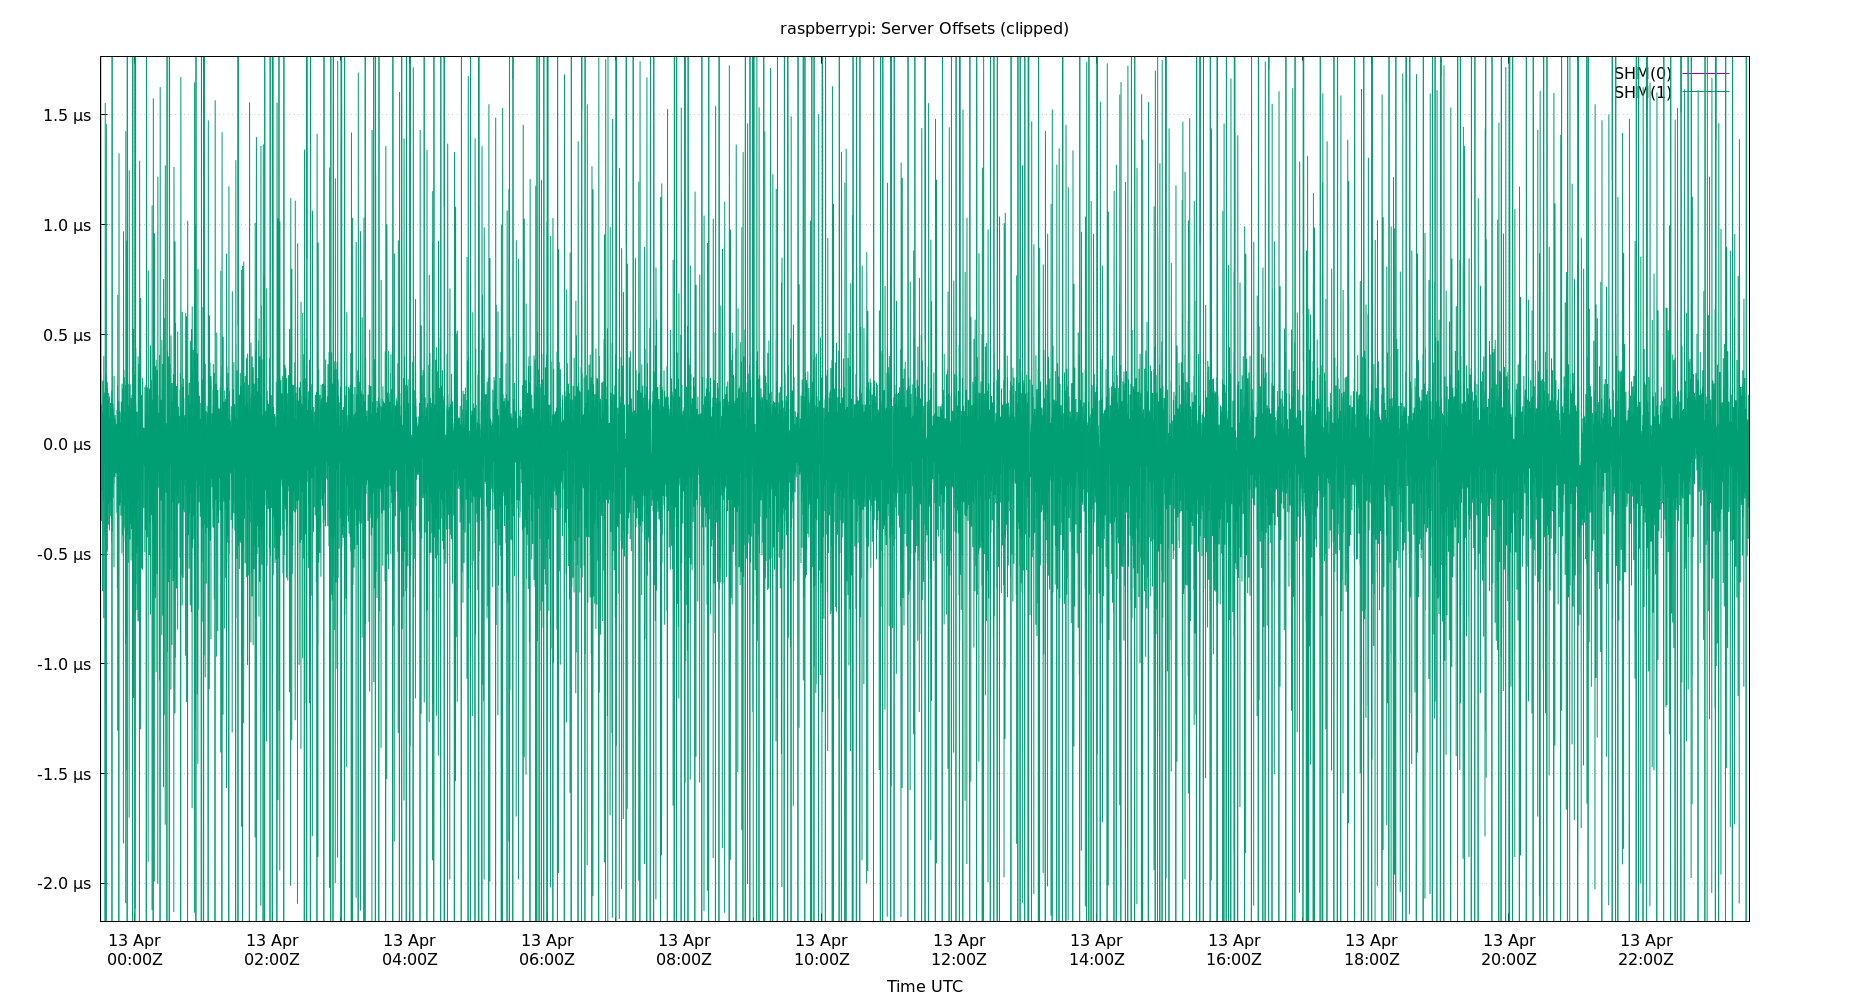 raspberrypi: Server Offsets (clipped)
SHM(0)
SHM(1)
1.5 µs
1.0 µs
0.5 µs
0.0 µs
-0.5 µs
-1.0 µs
-1.5 µs
-2.0 µs
13 Apr 13 Apr 13 Apr 13 Apr 13 Apr 13 Apr 13 Apr 13 Apr 13 Apr 13 Apr 13 Apr 13 Apr
00:00Z 02:00Z 04:00Z 06:00Z 08:00Z 10:00Z 12:00Z 14:00Z 16:00Z 18:00Z 20:00Z 22:00Z
Time UTC